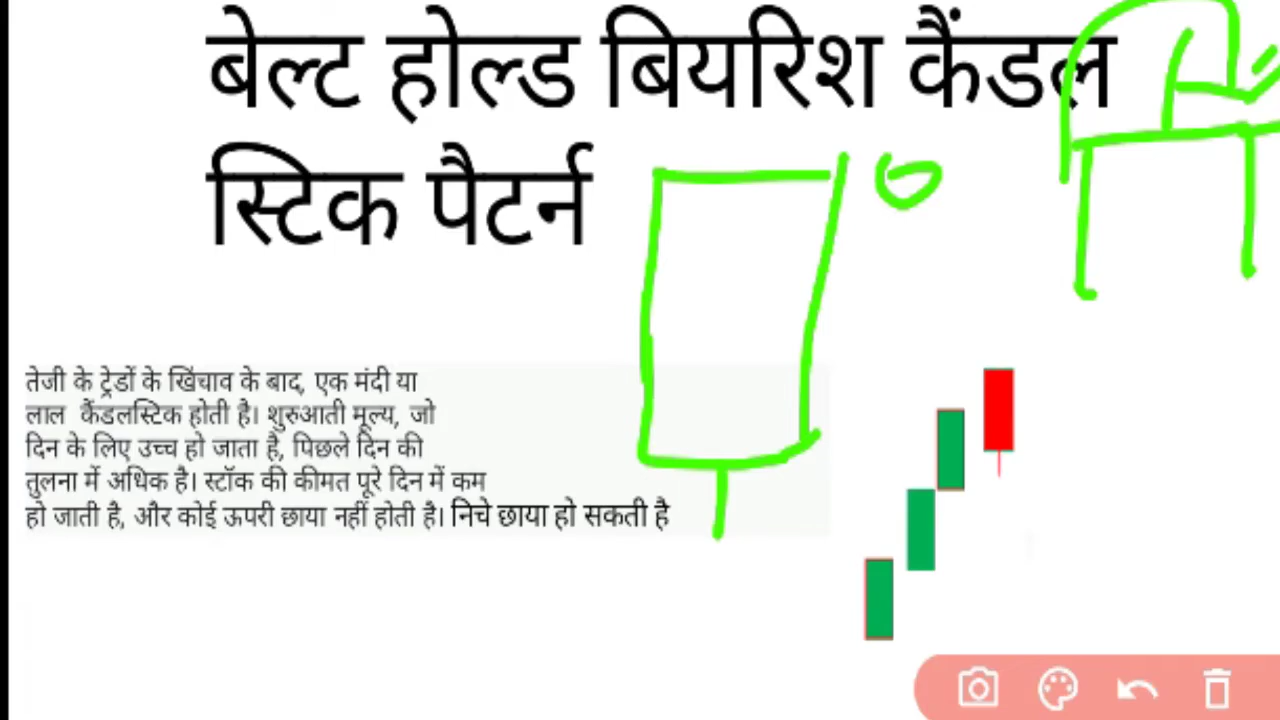 बेल्ट होल्ड बियरिश कैंडल
स्टिक पैटर्न
तेजी के ट्रेडों के खिंचाव के बाद, एक मंदी या
लाल कैंडलस्टिक होती है। शुरुआती मूल्य, जो
दिन के लिए उच्च हो जाता है, पिछले दिन की
तुलना में अधिक है। स्टॉक की कीमत पूरे दिन में कम
हो जाती है, और कोई ऊपरी छाया नहीं होती है। निचे छाया हो सकती है